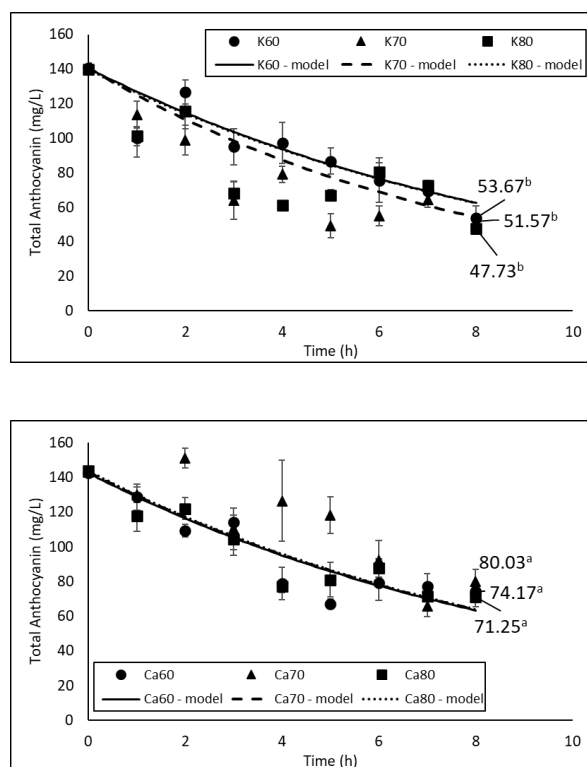 160
140
120
100
80
60
40
20
0
Total Anthocyanin (mg/L)
K60 K70 K80
K60 - model K70 - model K80 - model
53.67ᵇ
51.57ᵇ
47.73ᵇ
0 2 4 6 8 10
Time (h)
160
140
120
100
80
60
40
20
0
Total Anthocyanin (mg/L)
80.03ᵃ
74.17ᵃ
71.25ᵃ
Ca60 Ca70 Ca80
Ca60 - model Ca70 - model Ca80 - model
0 2 4 6 8 10
Time (h)